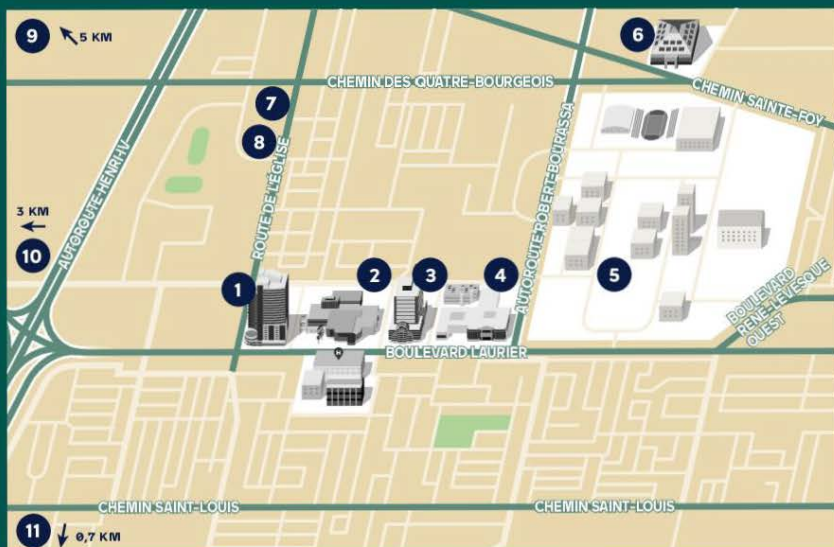 9
5 KM
6
CHEMIN DES QUATRE-BOURGEOIS
CHEMIN SAINTE-FOY
7
8
ROUTE DE L'ÉGLISE
AUTOROUTE HENRI-IV
AUTOROUTE ROBERT-BOURASSA
3 KM
10
1
2
3
4
5
BOULEVARD
RENÉ-LÉVESQUE
OUEST
H
BOULEVARD LAURIER
CHEMIN SAINT-LOUIS
CHEMIN SAINT-LOUIS
11
0,7 KM